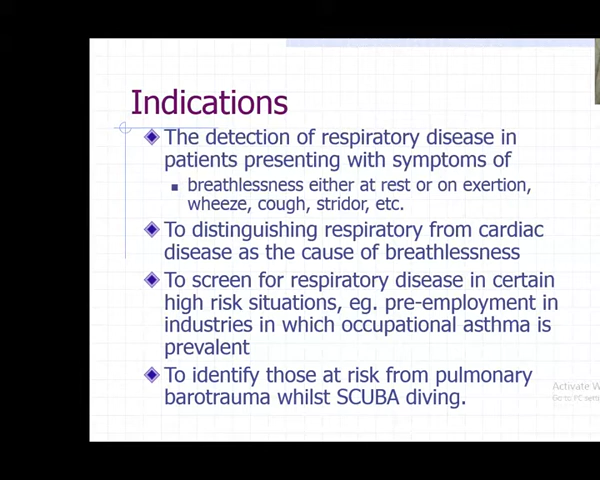 Indications
The detection of respiratory disease in
patients presenting with symptoms of
breathlessness either at rest or on exertion,
wheeze, cough, stridor, etc.
To distinguishing respiratory from cardiac
disease as the cause of breathlessness
To screen for respiratory disease in certain
high risk situations, eg. pre-employment in
industries in which occupational asthma is
prevalent
To identify those at risk from pulmonary
barotrauma whilst SCUBA diving.
Activate W
Go to PC sett